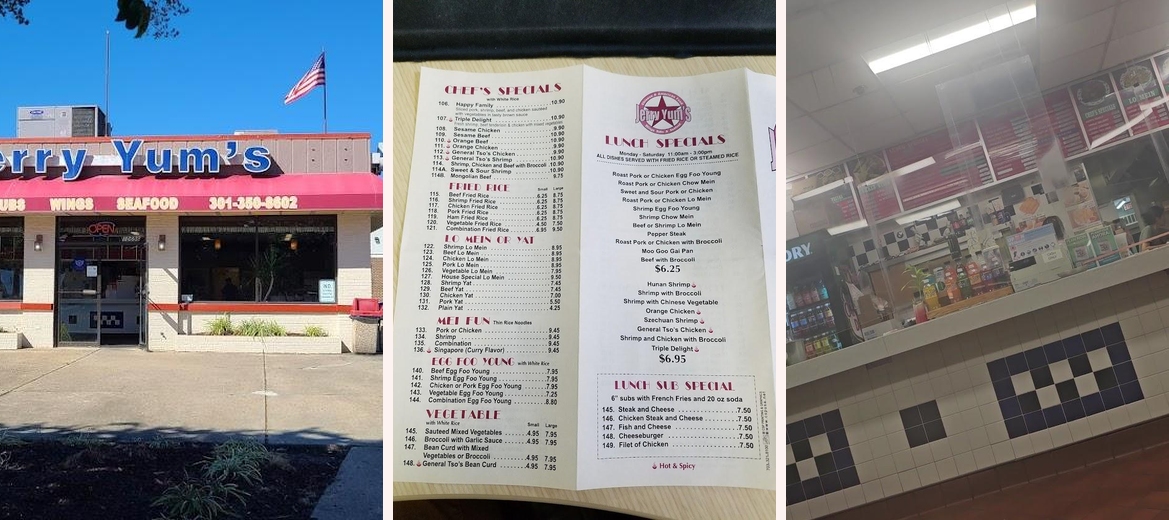 erry Yum's
UBS WINGS SEAFOOD 301-350-8602
OPEN
CHEF'S SPECIALS
with White Rice
106. Happy Family 10.90
107. Triple Delight 10.90
108. Sesame Chicken 9.90
109. Sesame Beef 9.90
110. Orange Beef 10.90
111. Orange Chicken 9.90
112. General Tso's Chicken 9.90
113. General Tso's Shrimp 10.90
114. Shrimp, Chicken and Beef with Broccoli 10.90
114A. Sweet & Sour Shrimp 10.90
114B. Mongolian Beef 9.75
FRIED RICE Small Large
115. Beef Fried Rice 6.25 8.75
116. Shrimp Fried Rice 6.25 8.75
117. Chicken Fried Rice 6.25 8.75
118. Pork Fried Rice 6.25 8.75
119. Ham Fried Rice 6.25 8.75
120. Vegetable Fried Rice 4.50 7.50
121. Combination Fried Rice 6.95 9.50
LO MEIN OR YAT
122. Shrimp Lo Mein 8.95
123. Beef Lo Mein 8.95
124. Chicken Lo Mein 8.95
125. Pork Lo Mein 8.95
126. Vegetable Lo Mein 7.95
127. House Special Lo Mein 9.50
128. Shrimp Yat 7.45
129. Beef Yat 7.45
130. Chicken Yat 7.00
131. Pork Yat 5.50
132. Plain Yat 4.25
MEI FUN Thin Rice Noodles
133. Pork or Chicken 9.45
134. Shrimp 9.45
135. Combination 9.45
136. Singapore (Curry Flavor) 9.45
EGG FOO YOUNG with White Rice
140. Beef Egg Foo Young 7.95
141. Shrimp Egg Foo Young 7.95
142. Chicken or Pork Egg Foo Young 7.95
143. Vegetable Egg Foo Young 7.25
144. Combination Egg Foo Young 8.80
VEGETABLE
with White Rice Small Large
145. Sauteed Mixed Vegetables 4.95 7.95
146. Broccoli with Garlic Sauce 4.95 7.95
147. Bean Curd with Mixed
Vegetables or Broccoli 4.95 7.95
148. General Tso's Bean Curd 4.95 7.95
Jerry Yum's
LUNCH SPECIALS
Monday - Saturday 11:00am - 3:00pm
ALL DISHES SERVED WITH FRIED RICE OR STEAMED RICE
Roast Pork or Chicken Egg Foo Young
Roast Pork or Chicken Chow Mein
Sweet and Sour Pork or Chicken
Roast Pork or Chicken Lo Mein
Shrimp Egg Foo Young
Shrimp Chow Mein
Beef or Shrimp Lo Mein
Pepper Steak
Roast Pork or Chicken with Broccoli
Moo Goo Gai Pan
Beef with Broccoli
$6.25
Hunan Shrimp
Shrimp with Broccoli
Shrimp with Chinese Vegetable
Orange Chicken
Szechuan Shrimp
General Tso's Chicken
Shrimp and Chicken with Broccoli
Triple Delight
$6.95
LUNCH SUB SPECIAL
6" subs with French Fries and 20 oz soda
145. Steak and Cheese 7.50
146. Chicken Steak and Cheese 7.50
147. Fish and Cheese 7.50
148. Cheeseburger 7.50
149. Filet of Chicken 7.50
Hot & Spicy